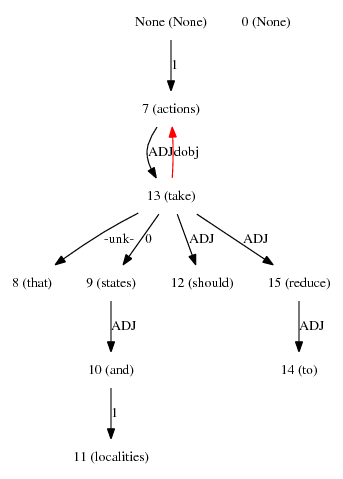 None (None) 0 (None)
1
7 (actions)
ADJ dobj
13 (take)
-unk- 0 ADJ ADJ
8 (that) 9 (states) 12 (should) 15 (reduce)
ADJ ADJ
10 (and) 14 (to)
1
11 (localities)